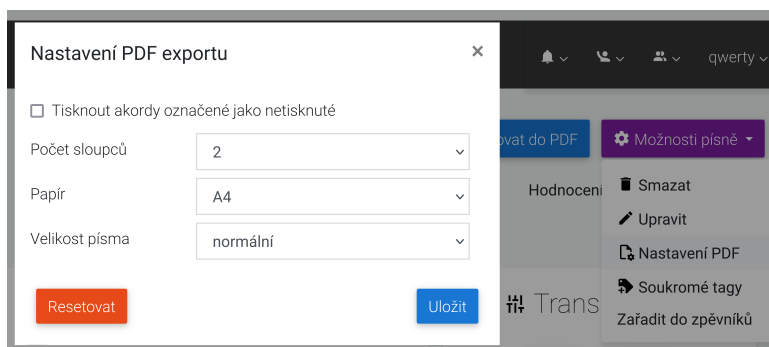 Nastavení PDF exportu ×
qwerty
Tisknout akordy označené jako netisknuté
Počet sloupců 2
ovat do PDF
Možnosti písně
Papír A4
Hodnocení
Smazat
Upravit
Velikost písma normální
Nastavení PDF
Soukromé tagy
Resetovat
Uložit
Trans
Zařadit do zpěvníků